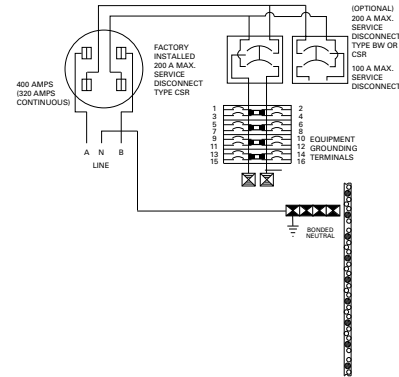 (OPTIONAL)
200 A MAX.
SERVICE
DISCONNECT
TYPE BW OR
CSR
100 A MAX.
SERVICE
DISCONNECT
FACTORY
INSTALLED
200 A MAX.
SERVICE
DISCONNECT
TYPE CSR
400 AMPS
(320 AMPS
CONTINUOUS)
A N B
LINE
1 2
3 4
5 6
7 8
9 10
11 12
13 14
15 16
EQUIPMENT
GROUNDING
TERMINALS
BONDED
NEUTRAL